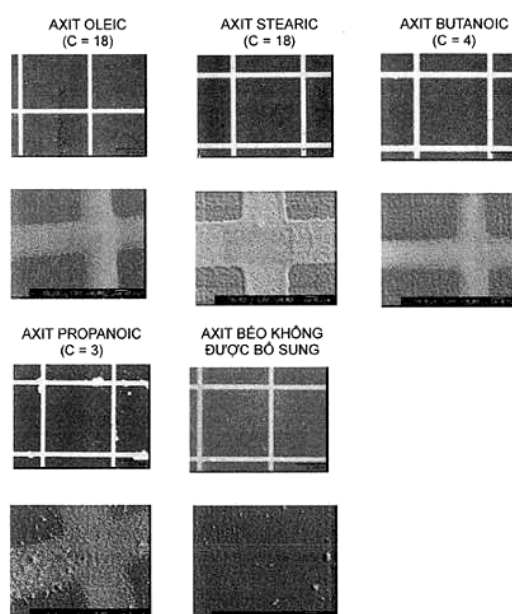 AXIT OLEIC
(C = 18)
AXIT STEARIC
(C = 18)
AXIT BUTANOIC
(C = 4)
AXIT PROPANOIC
(C = 3)
AXIT BÉO KHÔNG
ĐƯỢC BỔ SUNG